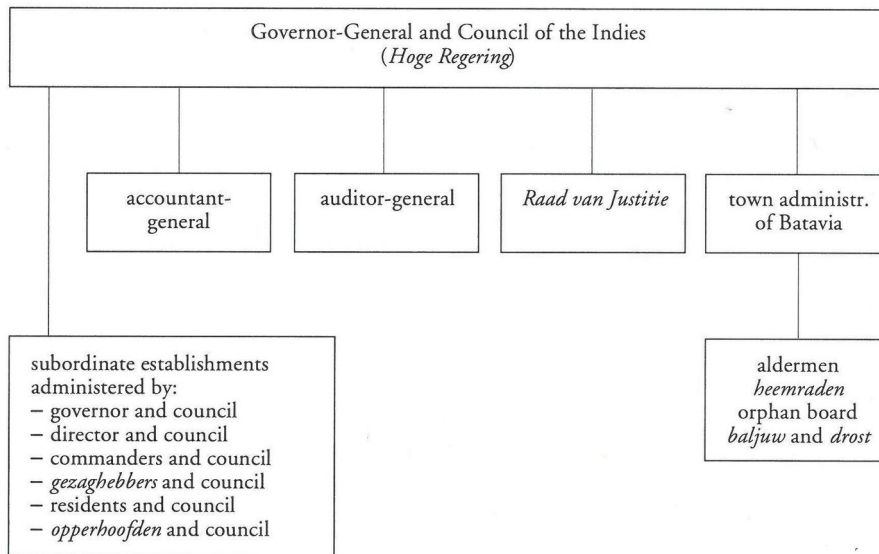 Governor-General and Council of the Indies
(Hoge Regering)
accountant-
general
auditor-general
Raad van Justitie
town administr.
of Batavia
subordinate establishments
administered by:
– governor and council
– director and council
– commanders and council
– gezaghebbers and council
– residents and council
– opperhoofden and council
aldermen
heemraden
orphan board
baljuw and drost